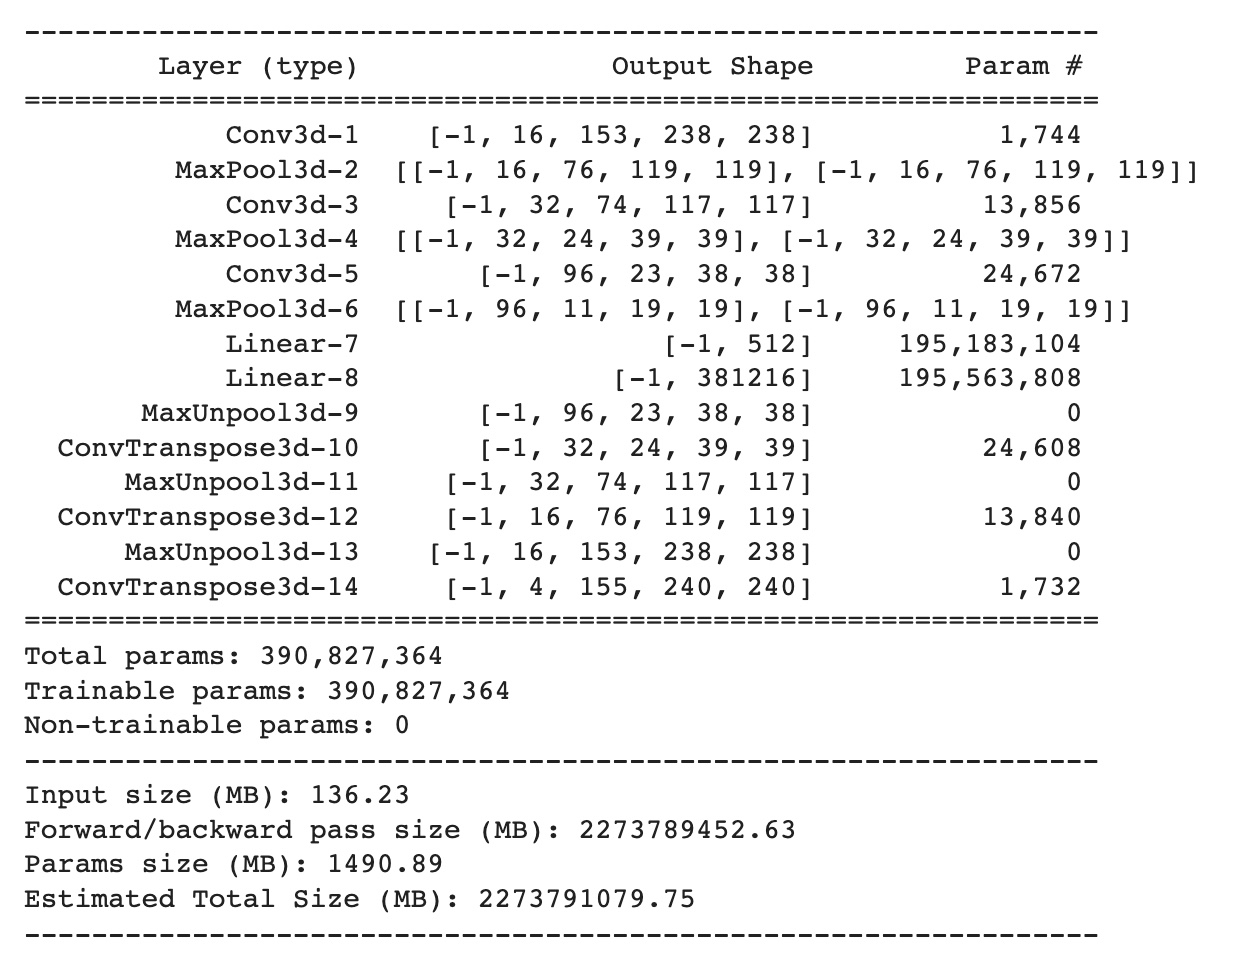 ----------------------------------------------------------------
        Layer (type)               Output Shape         Param #
================================================================
            Conv3d-1    [-1, 16, 153, 238, 238]           1,744
         MaxPool3d-2  [[-1, 16, 76, 119, 119], [-1, 16, 76, 119, 119]]
            Conv3d-3     [-1, 32, 74, 117, 117]          13,856
         MaxPool3d-4  [[-1, 32, 24, 39, 39], [-1, 32, 24, 39, 39]]
            Conv3d-5       [-1, 96, 23, 38, 38]          24,672
         MaxPool3d-6  [[-1, 96, 11, 19, 19], [-1, 96, 11, 19, 19]]
            Linear-7                  [-1, 512]     195,183,104
            Linear-8               [-1, 381216]     195,563,808
       MaxUnpool3d-9       [-1, 96, 23, 38, 38]               0
  ConvTranspose3d-10       [-1, 32, 24, 39, 39]          24,608
      MaxUnpool3d-11     [-1, 32, 74, 117, 117]               0
  ConvTranspose3d-12     [-1, 16, 76, 119, 119]          13,840
      MaxUnpool3d-13    [-1, 16, 153, 238, 238]               0
  ConvTranspose3d-14     [-1, 4, 155, 240, 240]           1,732
================================================================
Total params: 390,827,364
Trainable params: 390,827,364
Non-trainable params: 0
----------------------------------------------------------------
Input size (MB): 136.23
Forward/backward pass size (MB): 2273789452.63
Params size (MB): 1490.89
Estimated Total Size (MB): 2273791079.75
----------------------------------------------------------------